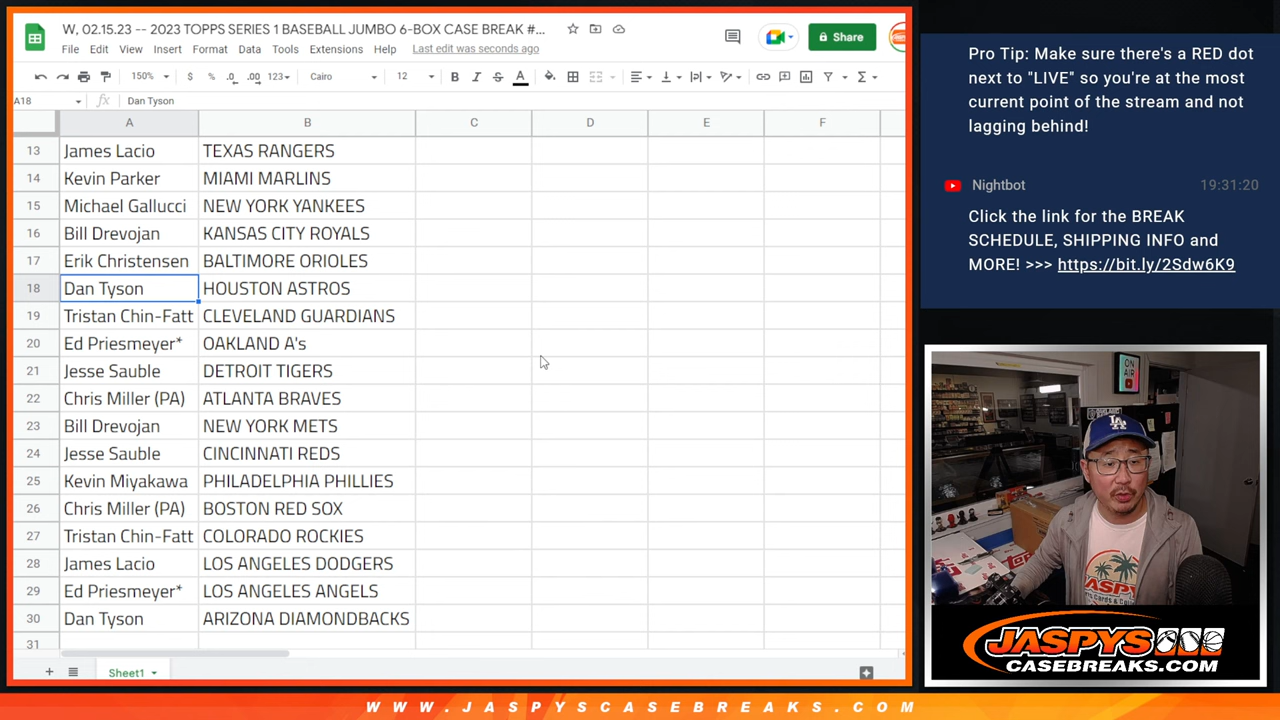 W, 02.15.23 -- 2023 TOPPS SERIES 1 BASEBALL JUMBO 6-BOX CASE BREAK #...
File Edit View Insert Format Data Tools Extensions Help Last edit was seconds ago
Share
150% $ % .0 .00 123 Cairo 12 B I S A
A18 fx Dan Tyson
A B C D E F
13 James Lacio TEXAS RANGERS
14 Kevin Parker MIAMI MARLINS
15 Michael Gallucci NEW YORK YANKEES
16 Bill Drevojan KANSAS CITY ROYALS
17 Erik Christensen BALTIMORE ORIOLES
18 Dan Tyson HOUSTON ASTROS
19 Tristan Chin-Fatt CLEVELAND GUARDIANS
20 Ed Priesmeyer* OAKLAND A's
21 Jesse Sauble DETROIT TIGERS
22 Chris Miller (PA) ATLANTA BRAVES
23 Bill Drevojan NEW YORK METS
24 Jesse Sauble CINCINNATI REDS
25 Kevin Miyakawa PHILADELPHIA PHILLIES
26 Chris Miller (PA) BOSTON RED SOX
27 Tristan Chin-Fatt COLORADO ROCKIES
28 James Lacio LOS ANGELES DODGERS
29 Ed Priesmeyer* LOS ANGELES ANGELS
30 Dan Tyson ARIZONA DIAMONDBACKS
31
Sheet1
Pro Tip: Make sure there's a RED dot
next to "LIVE" so you're at the most
current point of the stream and not
lagging behind!
Nightbot 19:31:20
Click the link for the BREAK
SCHEDULE, SHIPPING INFO and
MORE! >>> https://bit.ly/2Sdw6K9
ON
AIR
LA
JASPYS
JASPYS
CASEBREAKS.COM
WWW.JASPYSCASEBREAKS.COM